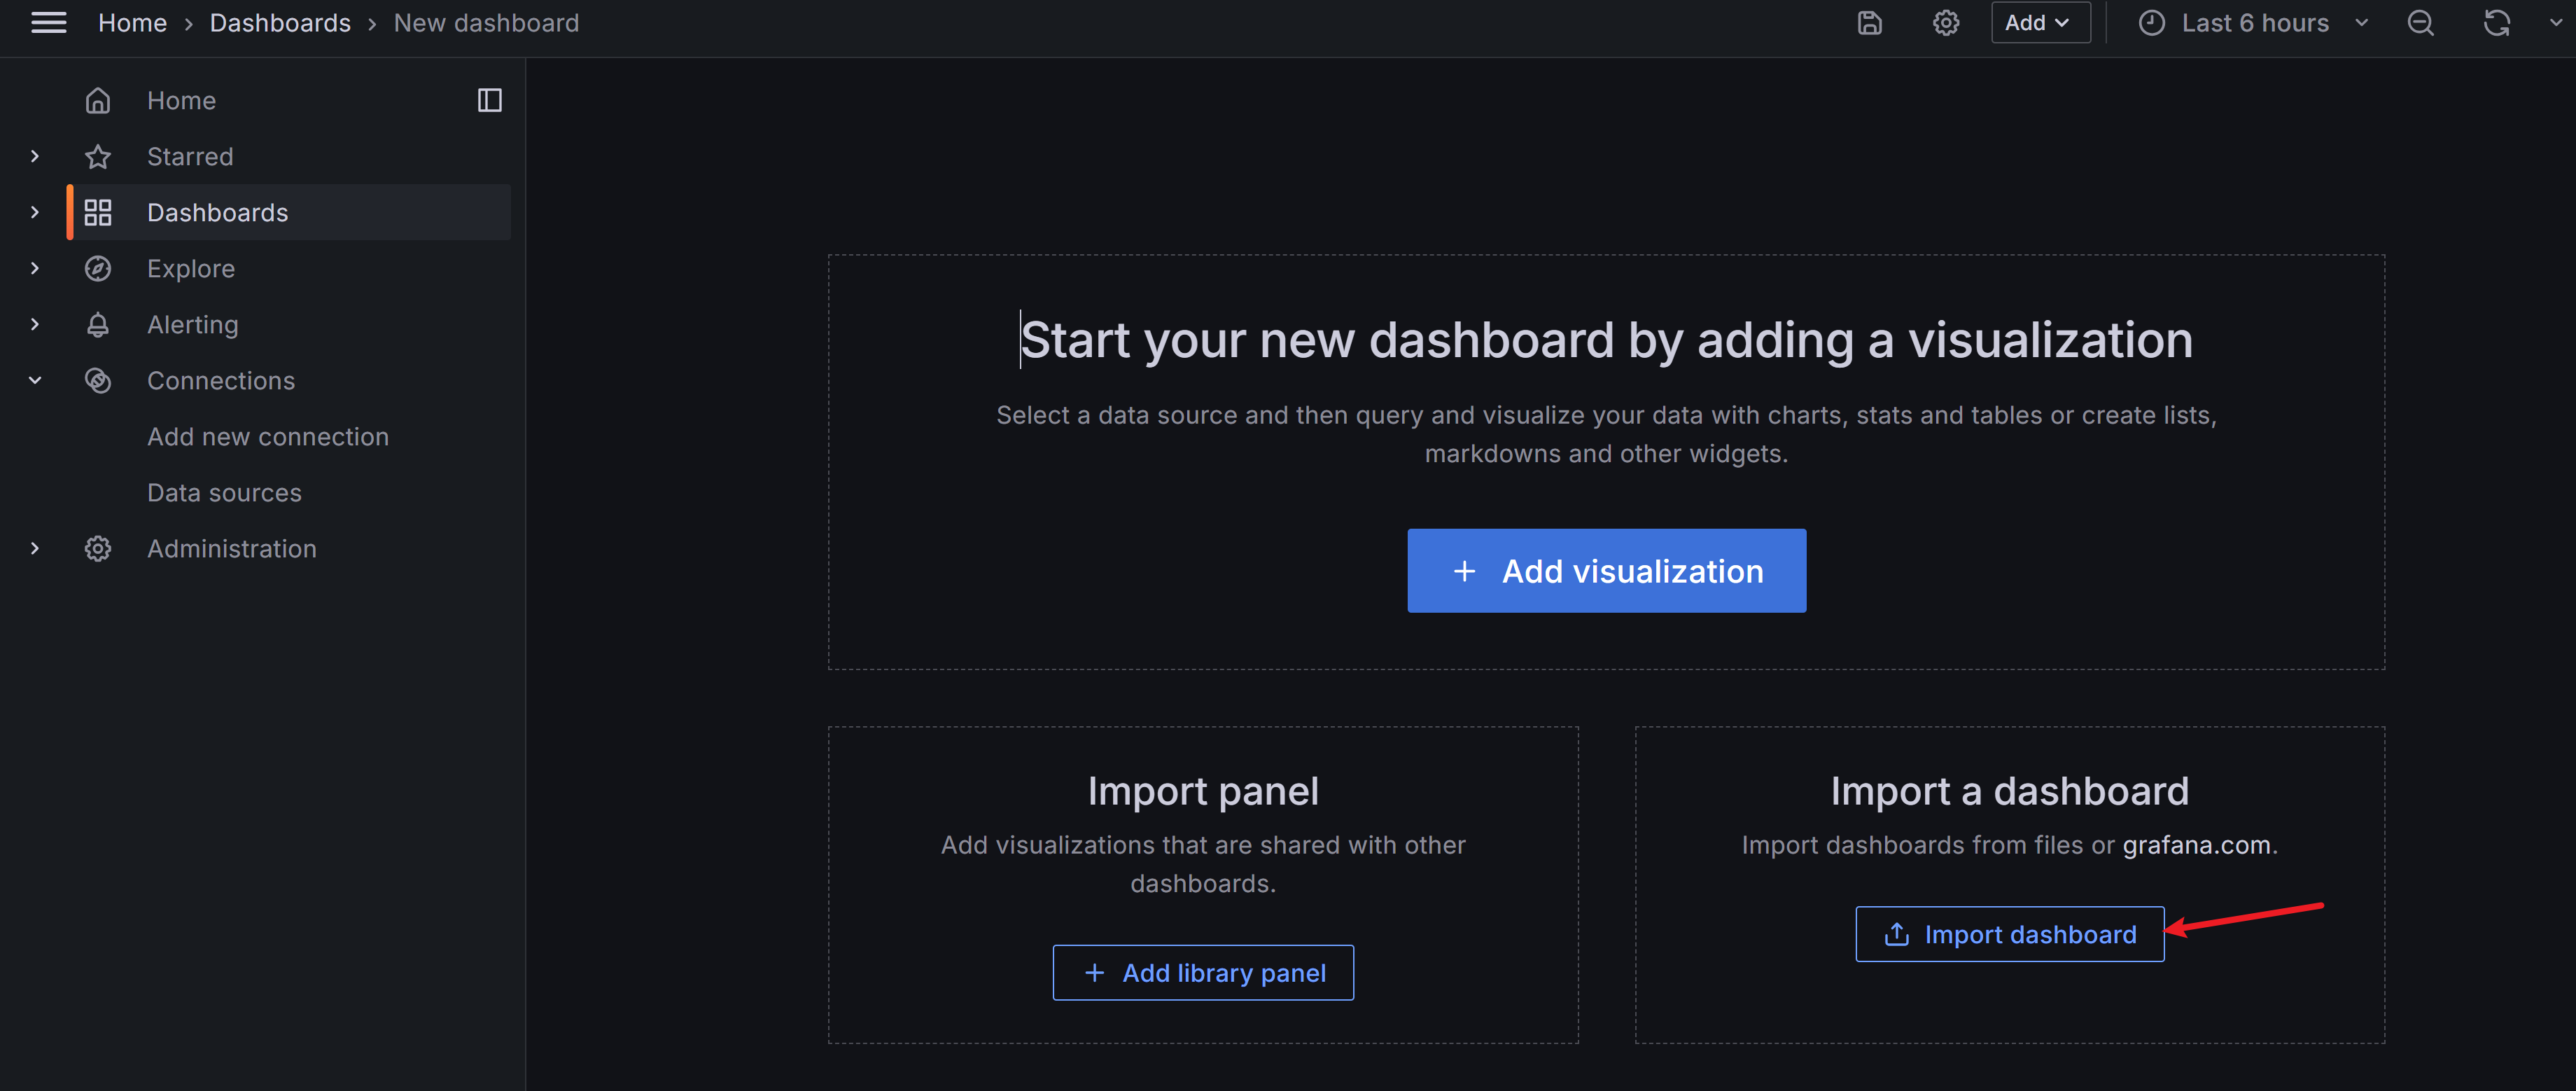 Home › Dashboards › New dashboard
Add
Last 6 hours
Home
Starred
Dashboards
Explore
Alerting
Connections
Add new connection
Data sources
Administration
Start your new dashboard by adding a visualization
Select a data source and then query and visualize your data with charts, stats and tables or create lists,
markdowns and other widgets.
+ Add visualization
Import panel
Add visualizations that are shared with other
dashboards.
+ Add library panel
Import a dashboard
Import dashboards from files or grafana.com.
Import dashboard